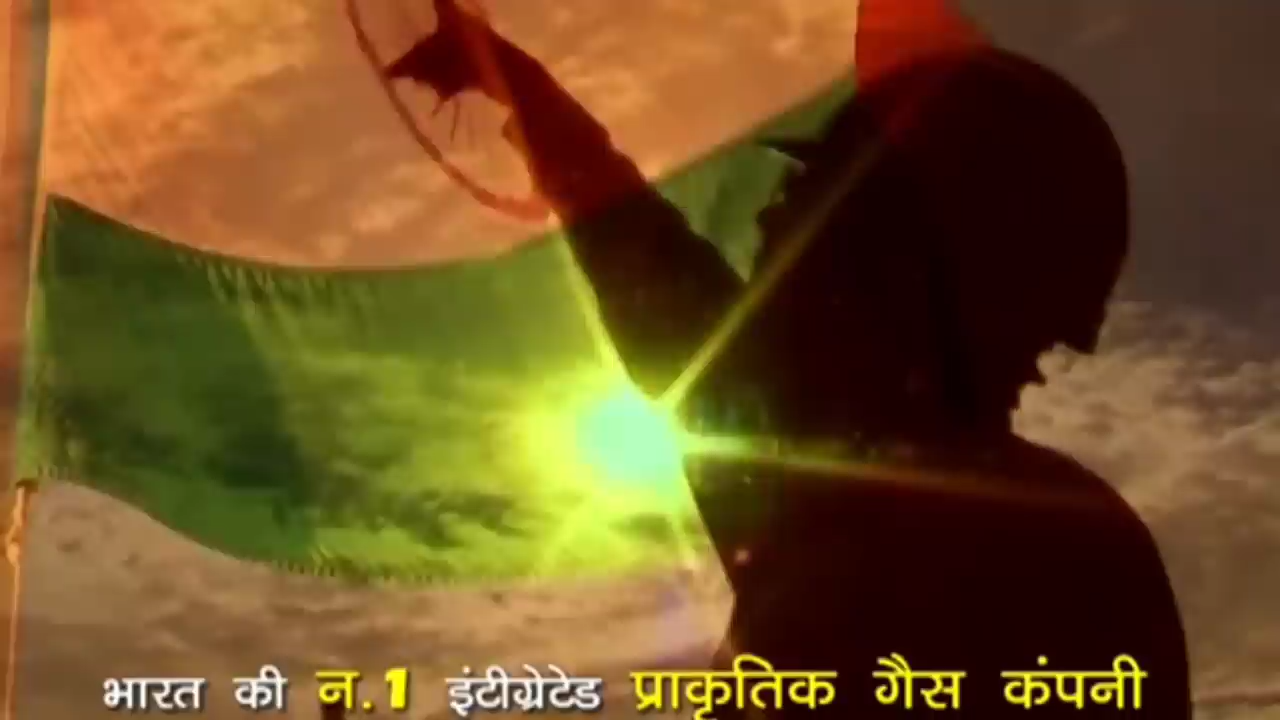 भारत की न.1 इंटीग्रेटेड प्राकृतिक गैस कंपनी